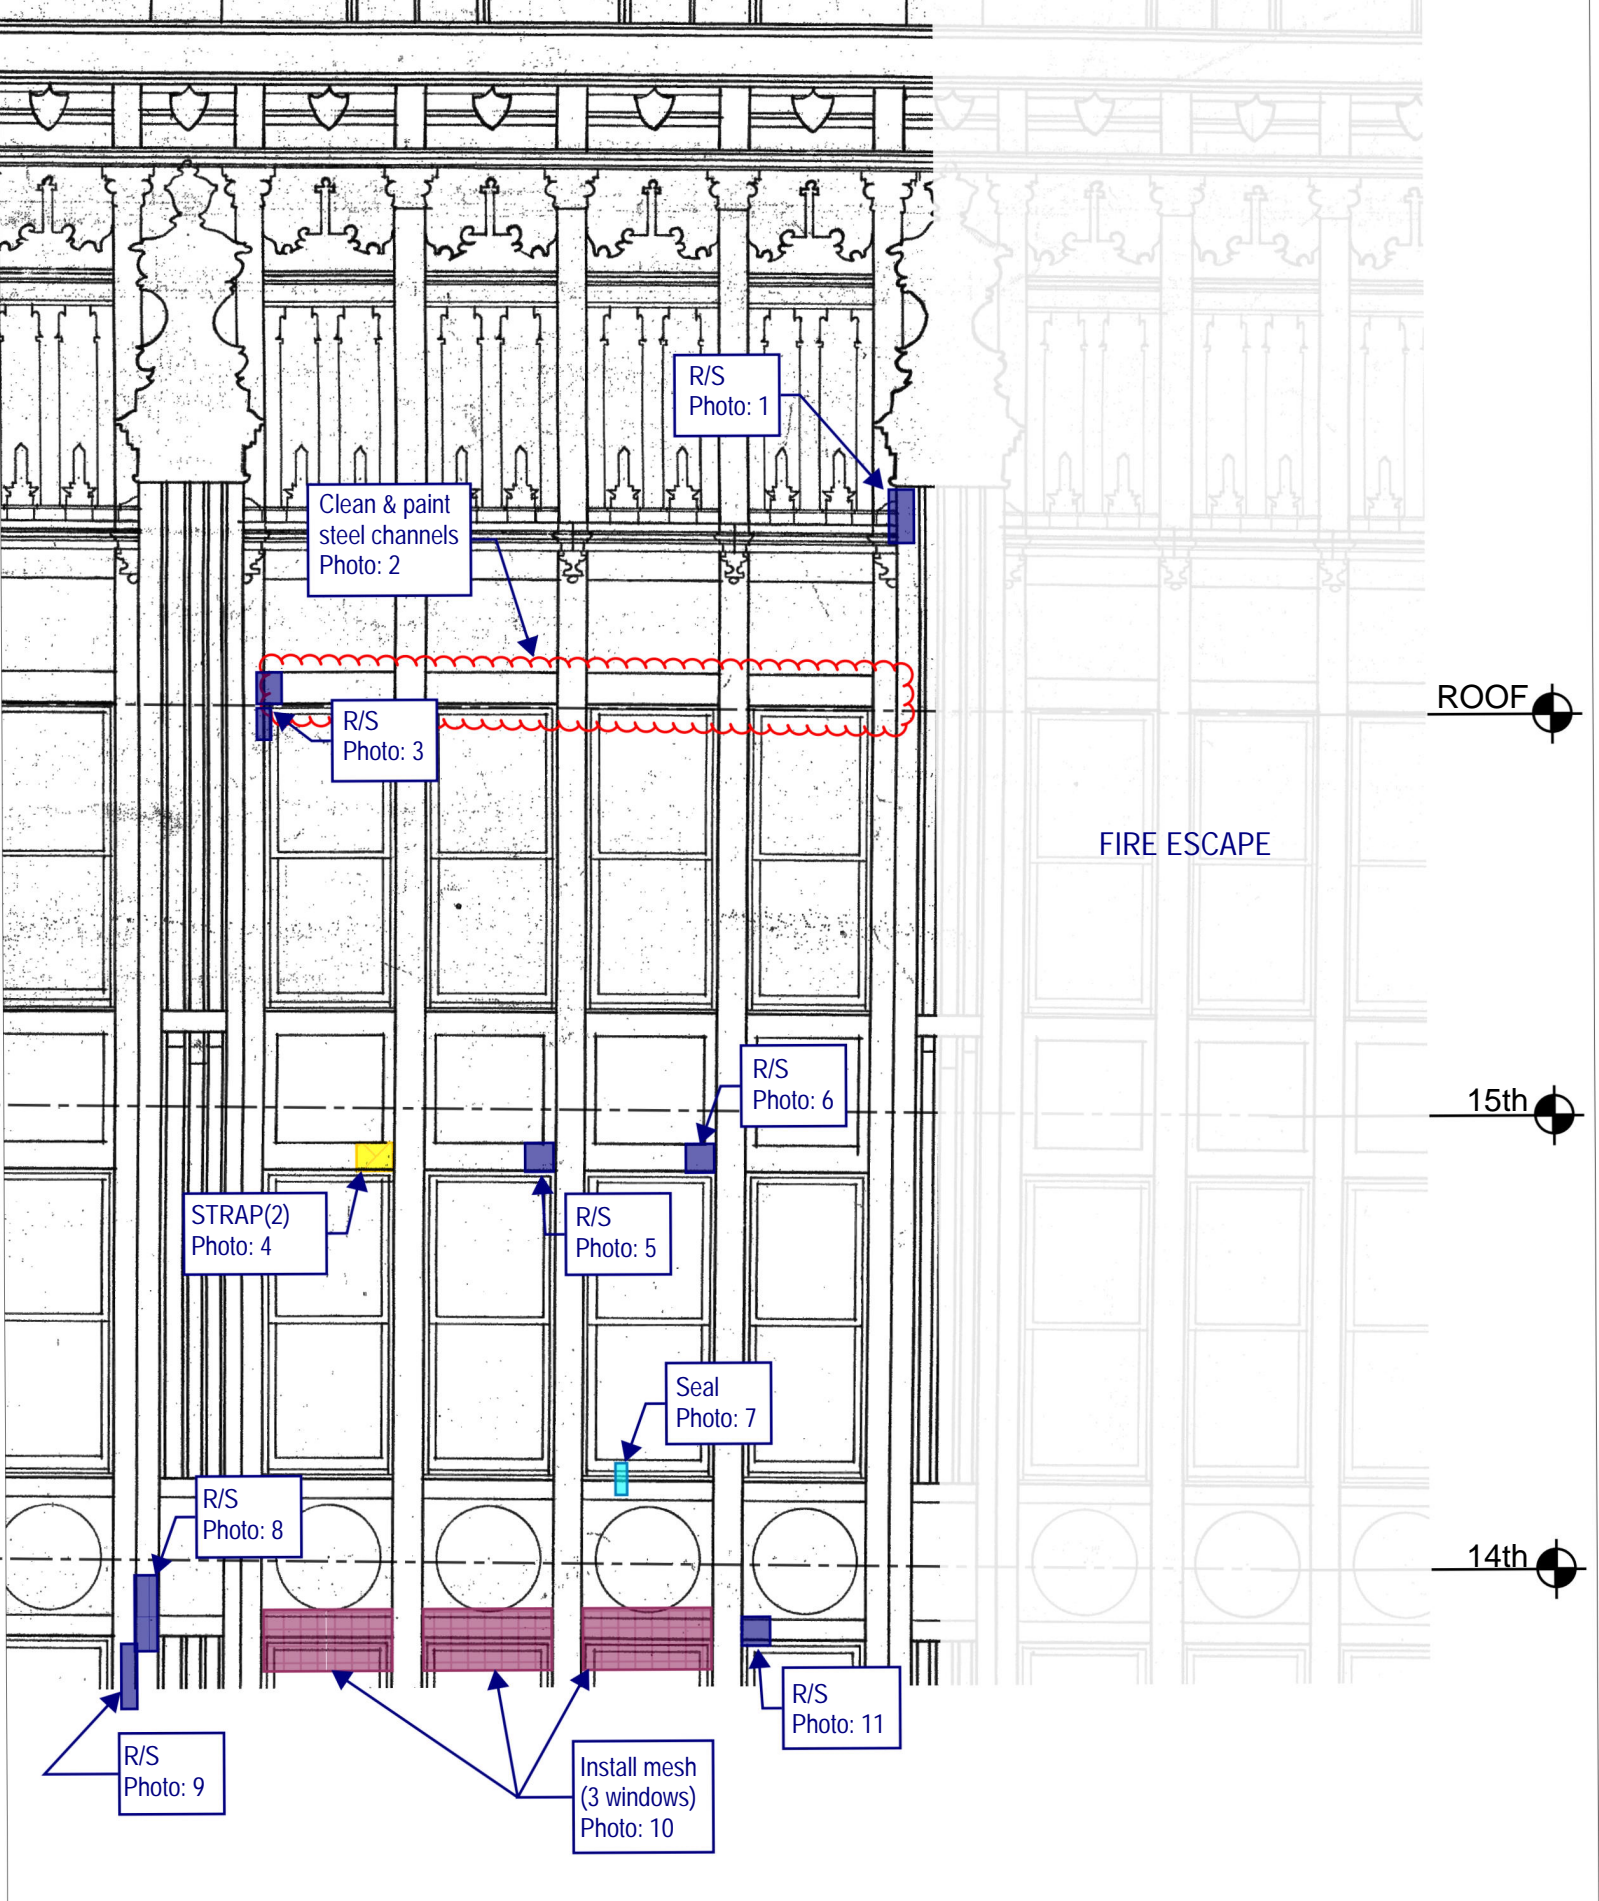 R/S
Photo: 1
Clean & paint
steel channels
Photo: 2
ROOF
R/S
Photo: 3
FIRE ESCAPE
R/S
Photo: 6
15th
STRAP(2)
Photo: 4
R/S
Photo: 5
Seal
Photo: 7
R/S
Photo: 8
14th
R/S
Photo: 11
R/S
Photo: 9
Install mesh
(3 windows)
Photo: 10